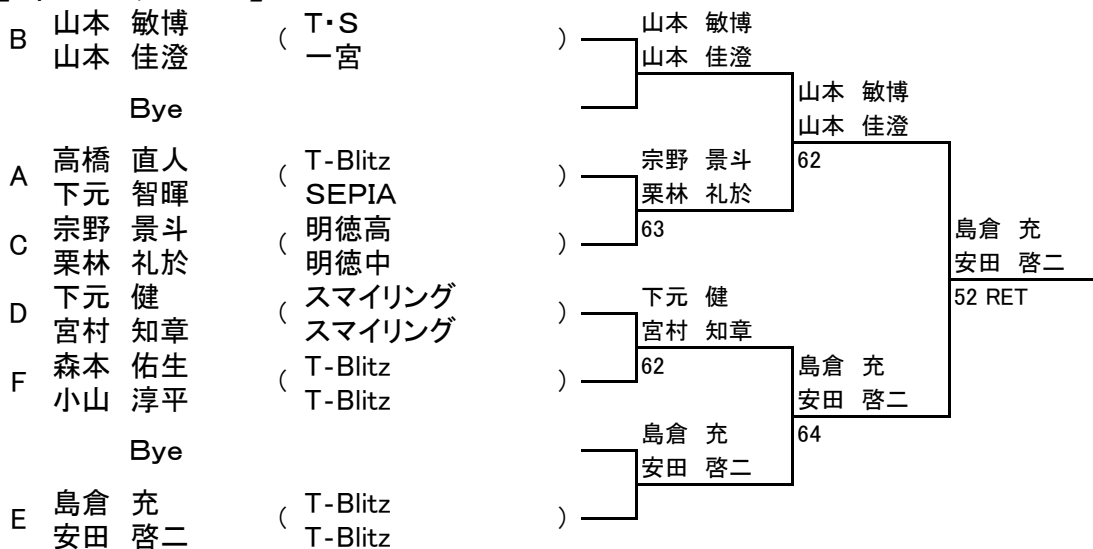 B 山本 敏博 ( T・S )
山本 佳澄 一宮
Bye
A 高橋 直人 ( T-Blitz )
下元 智暉 SEPIA
C 宗野 景斗 ( 明徳高 )
栗林 礼於 明徳中
D 下元 健 ( スマイリング )
宮村 知章 スマイリング
F 森本 佑生 ( T-Blitz )
小山 淳平 T-Blitz
Bye
E 島倉 充 ( T-Blitz )
安田 啓二 T-Blitz
山本 敏博
山本 佳澄
宗野 景斗
栗林 礼於
63
下元 健
宮村 知章
62
島倉 充
安田 啓二
山本 敏博
山本 佳澄
62
島倉 充
安田 啓二
64
島倉 充
安田 啓二
52 RET